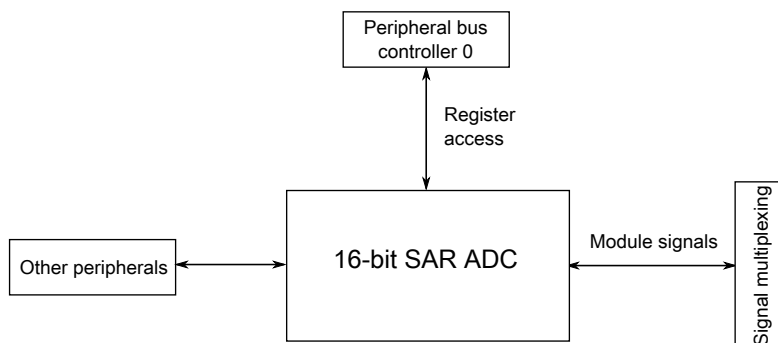 Peripheral bus
controller 0
Register
access
Other peripherals
16-bit SAR ADC
Module signals
Signal multiplexing